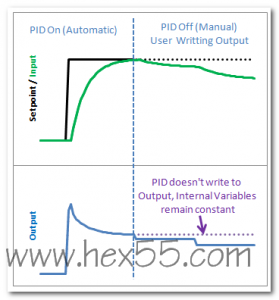 PID On (Automatic)
PID Off (Manual)
User Writting Output
Setpoint / Input
PID doesn't write to
Output, Internal Variables
remain constant
Output
www.hex55.com